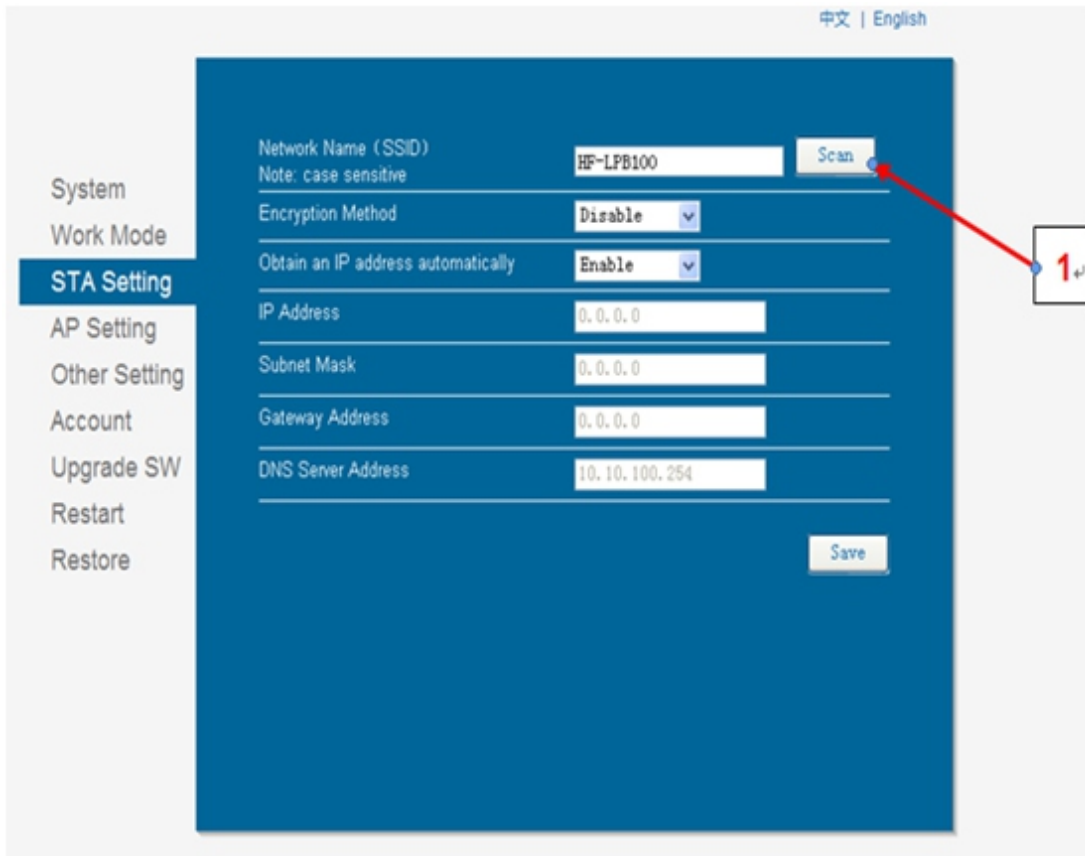 中文 | English
System
Work Mode
STA Setting
AP Setting
Other Setting
Account
Upgrade SW
Restart
Restore
Network Name (SSID)
Note: case sensitive
HF-LPB100
Scan
Encryption Method
Disable
Obtain an IP address automatically
Enable
IP Address
0.0.0.0
Subnet Mask
0.0.0.0
Gateway Address
0.0.0.0
DNS Server Address
10.10.100.254
Save
1